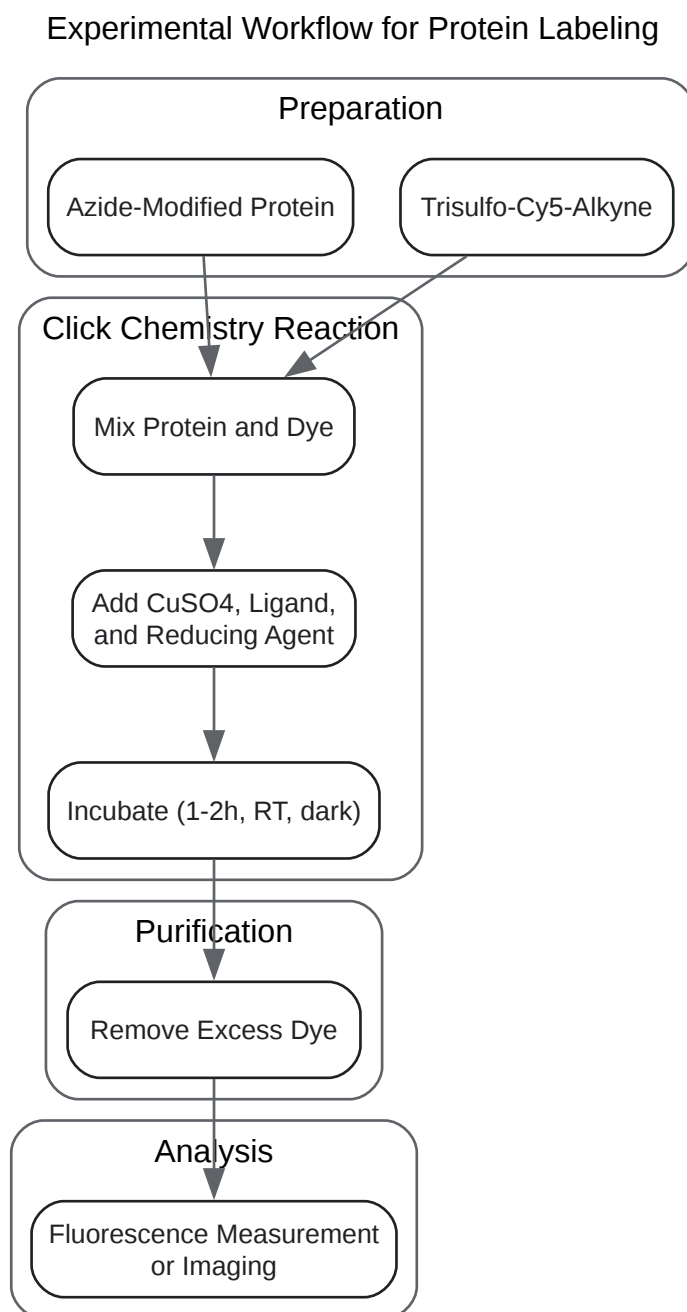 Experimental Workflow for Protein Labeling
Preparation
Azide-Modified Protein
Trisulfo-Cy5-Alkyne
Click Chemistry Reaction
Mix Protein and Dye
Add CuSO4, Ligand,
and Reducing Agent
Incubate (1-2h, RT, dark)
Purification
Remove Excess Dye
Analysis
Fluorescence Measurement
or Imaging